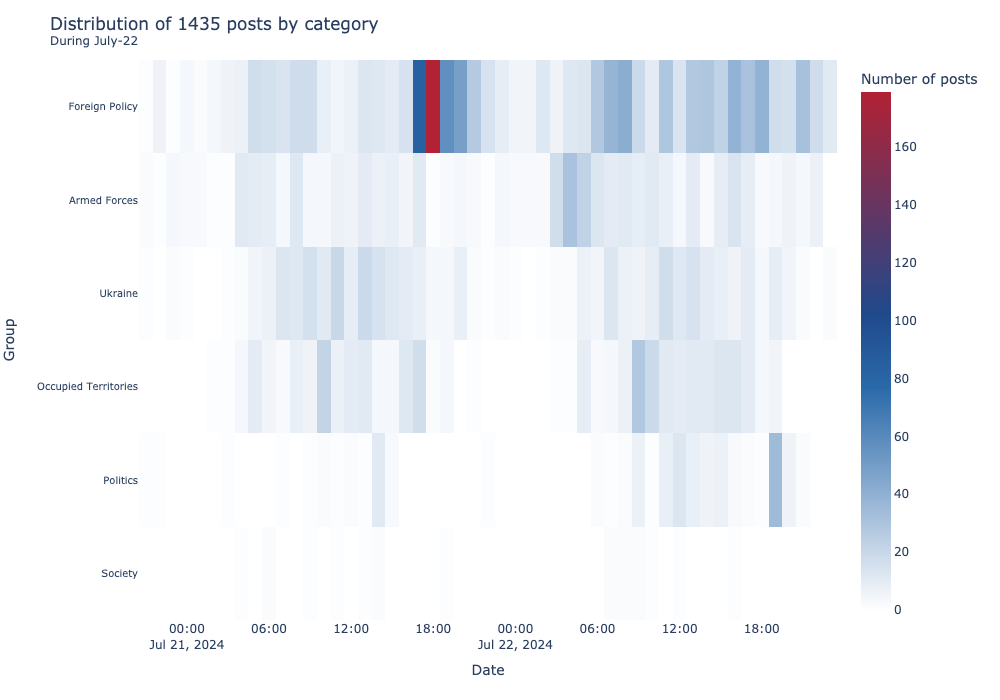 Distribution of 1435 posts by category
During July-22
Number of posts
Foreign Policy
Armed Forces
Ukraine
Occupied Territories
Politics
Society
Group
160
140
120
100
80
60
40
20
0
00:00 06:00 12:00 18:00 00:00 06:00 12:00 18:00
Jul 21, 2024 Jul 22, 2024
Date